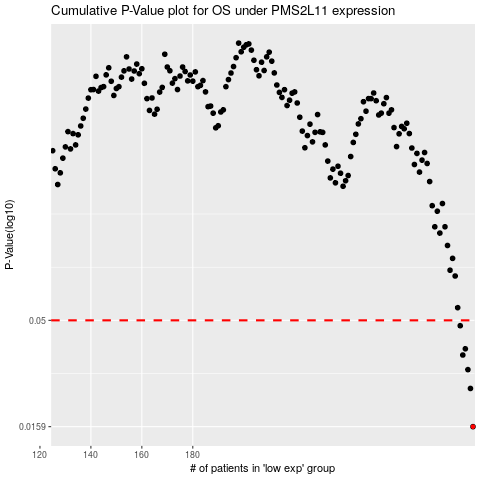 Cumulative P-Value plot for OS under PMS2L11 expression
P-Value(log10)
0.05
0.0159
120 140 160 180
# of patients in 'low exp' group